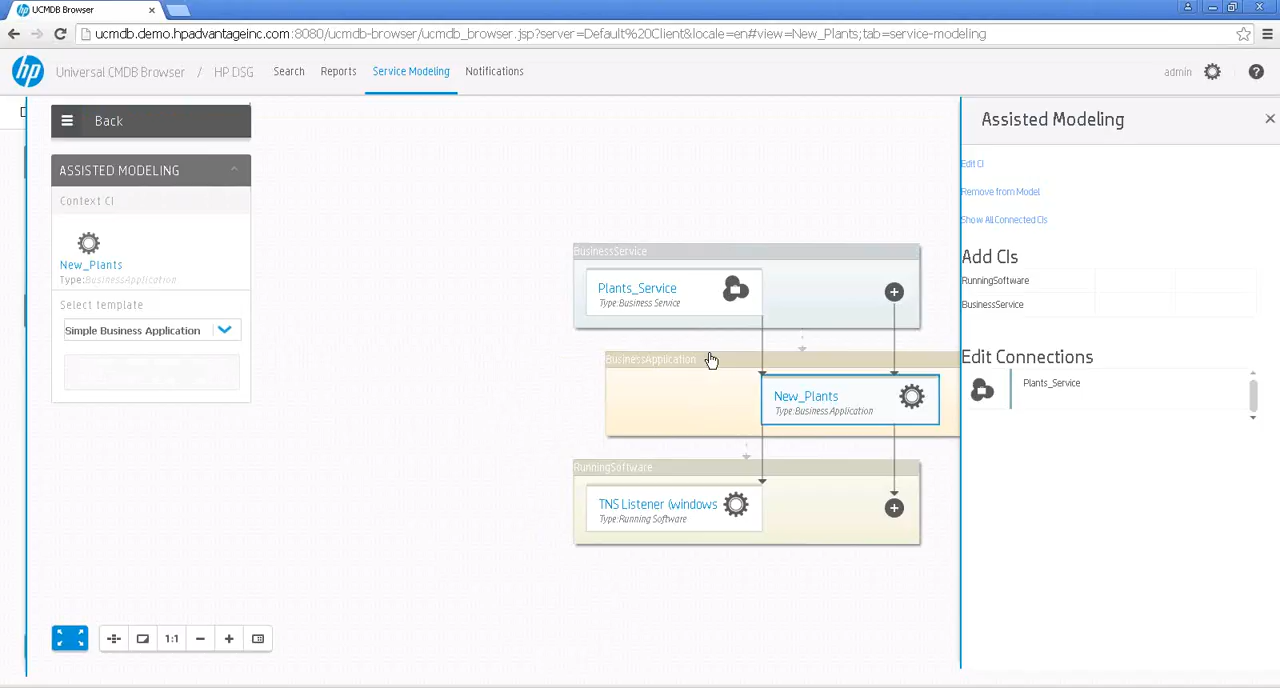 UCMDB Browser
ucmdb.demo.hpadvantageinc.com:8080/ucmdb-browser/ucmdb_browser.jsp?server=Default%20Client&locale=en#view=New_Plants;tab=service-modeling
hp Universal CMDB Browser / HP DISG Search Reports Service Modeling Notifications admin
Back
Assisted Modeling
ASSISTED MODELING
Context CI
New_Plants
Type:BusinessApplication
Select template
Simple Business Application
BusinessService
Plants_Service
Type:Business Service
BusinessApplication
New_Plants
Type:Business Application
RunningSoftware
TNS Listener (windows
Type:Running Software
Edit CI
Remove from Model
Show All Connected CIs
Add CIs
RunningSoftware
BusinessService
Edit Connections
Plants_Service
1:1